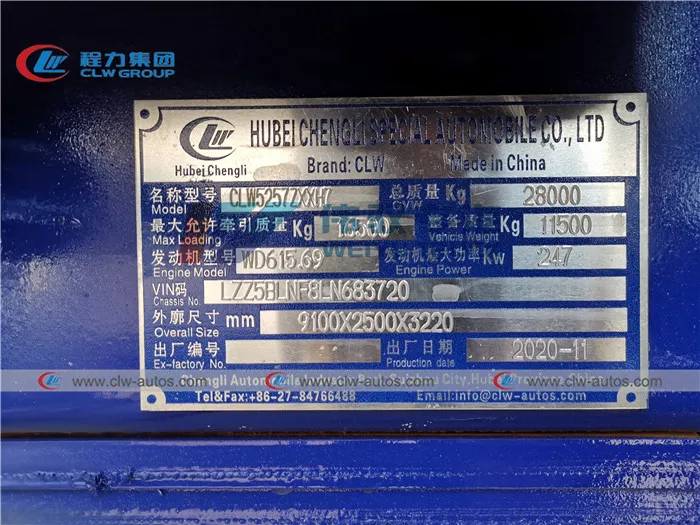 程力集团
CLW GROUP
CLW
Hubei Chengli
HUBEI CHENGLI SPECIAL AUTOMOBILE CO., LTD
Brand: CLW Made in China
名称型号 CLW5257ZXXH7 总质量 Kg 28000
Model GVW
最大允许牵引质量 Kg 16300 整备质量 Kg 11500
Max Loading Vehicle Weight
发动机型号 WD615.69 发动机最大功率 Kw 247
Engine Model Engine Power
VIN码 LZZ5BLNF8LN683720
Chassis No.
外廓尺寸 mm 9100X2500X3220
Overall Size
出厂编号 出厂日期 2020-11
Ex-factory No. Production date
www.clw-autos.com www.clw-autos.com www.clw-autos.com
Tel&Fax:+86-27-84766488 Email:info@clw-autos.com